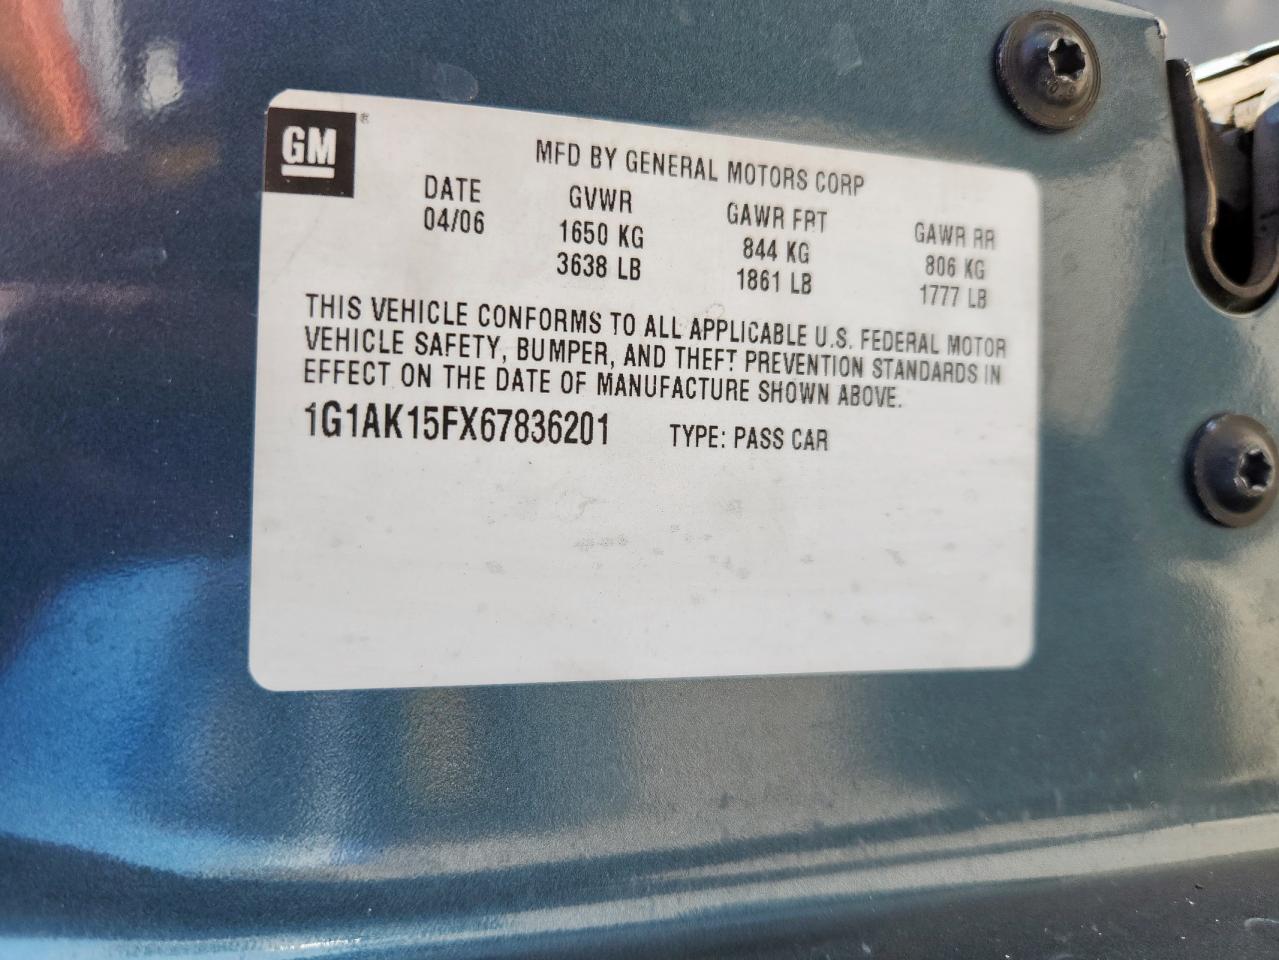 GM®
MFD BY GENERAL MOTORS CORP
DATE GVWR GAWR FRT GAWR RR
04/06 1650 KG 844 KG 806 KG
3638 LB 1861 LB 1777 LB
THIS VEHICLE CONFORMS TO ALL APPLICABLE U.S. FEDERAL MOTOR
VEHICLE SAFETY, BUMPER, AND THEFT PREVENTION STANDARDS IN
EFFECT ON THE DATE OF MANUFACTURE SHOWN ABOVE.
1G1AK15FX67836201 TYPE: PASS CAR